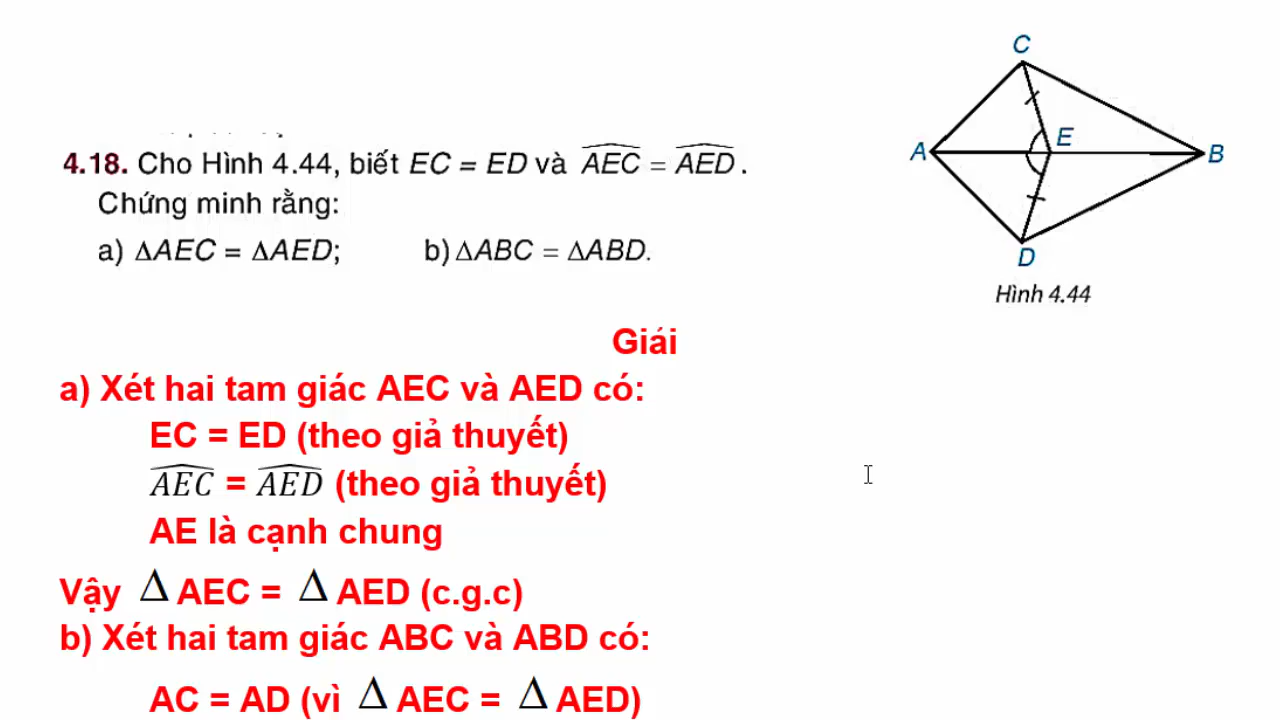 4.18. Cho Hình 4.44, biết EC = ED và \widehat{AEC} = \widehat{AED}.
Chứng minh rằng:
a) ΔAEC = ΔAED; b) ΔABC = ΔABD.
C
A
E
B
D
Hình 4.44
Giái
a) Xét hai tam giác AEC và AED có:
EC = ED (theo giả thuyết)
\widehat{AEC} = \widehat{AED} (theo giả thuyết)
AE là cạnh chung
Vậy Δ AEC = Δ AED (c.g.c)
b) Xét hai tam giác ABC và ABD có:
AC = AD (vì Δ AEC = Δ AED)